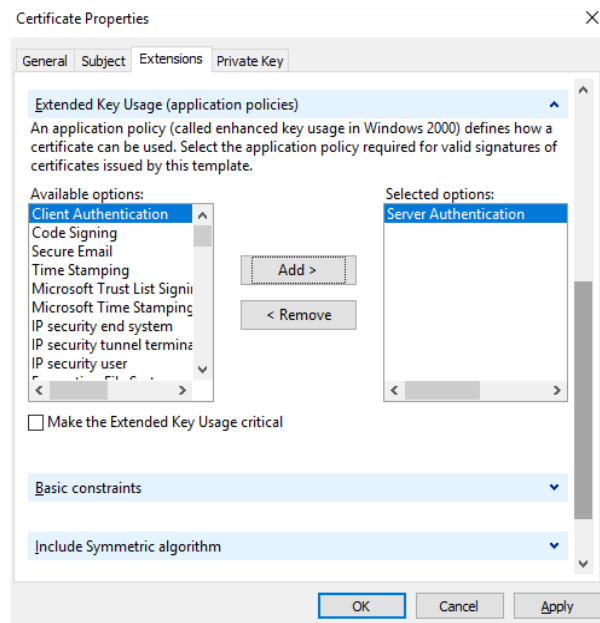 Certificate Properties
General Subject Extensions Private Key
Extended Key Usage (application policies)
An application policy (called enhanced key usage in Windows 2000) defines how a
certificate can be used. Select the application policy required for valid signatures of
certificates issued by this template.
Available options:
Selected options:
Client Authentication
Code Signing
Secure Email
Time Stamping
Microsoft Trust List Signi
Microsoft Time Stamping
IP security end system
IP security tunnel termina
IP security user
Server Authentication
Add >
< Remove
Make the Extended Key Usage critical
Basic constraints
Include Symmetric algorithm
OK Cancel Apply